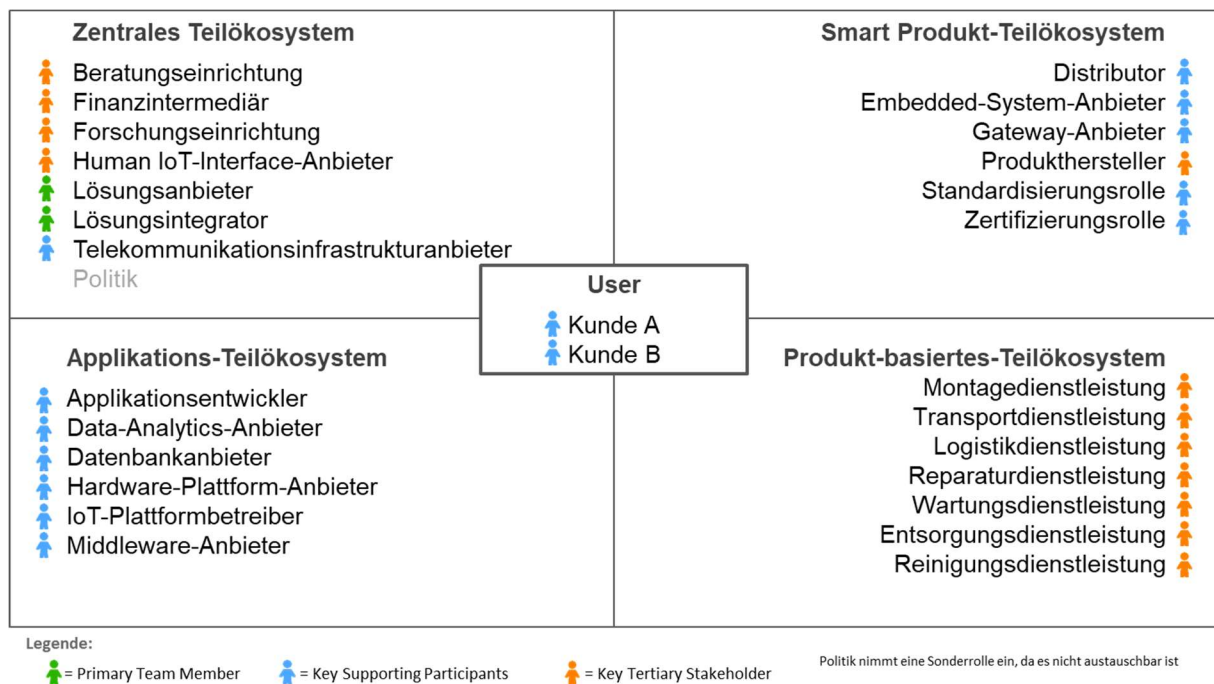 Zentrales Teilökosystem
Beratungseinrichtung
Finanzintermediär
Forschungseinrichtung
Human IoT-Interface-Anbieter
Lösungsanbieter
Lösungsintegrator
Telekommunikationsinfrastrukturanbieter
Politik
Smart Produkt-Teilökosystem
Distributor
Embedded-System-Anbieter
Gateway-Anbieter
Produkthersteller
Standardisierungsrolle
Zertifizierungsrolle
User
Kunde A
Kunde B
Applikations-Teilökosystem
Applikationsentwickler
Data-Analytics-Anbieter
Datenbankanbieter
Hardware-Plattform-Anbieter
IoT-Plattformbetreiber
Middleware-Anbieter
Produkt-basiertes-Teilökosystem
Montagedienstleistung
Transportdienstleistung
Logistikdienstleistung
Reparaturdienstleistung
Wartungsdienstleistung
Entsorgungsdienstleistung
Reinigungsdienstleistung
Legende:
= Primary Team Member
= Key Supporting Participants
= Key Tertiary Stakeholder
Politik nimmt eine Sonderrolle ein, da es nicht austauschbar ist